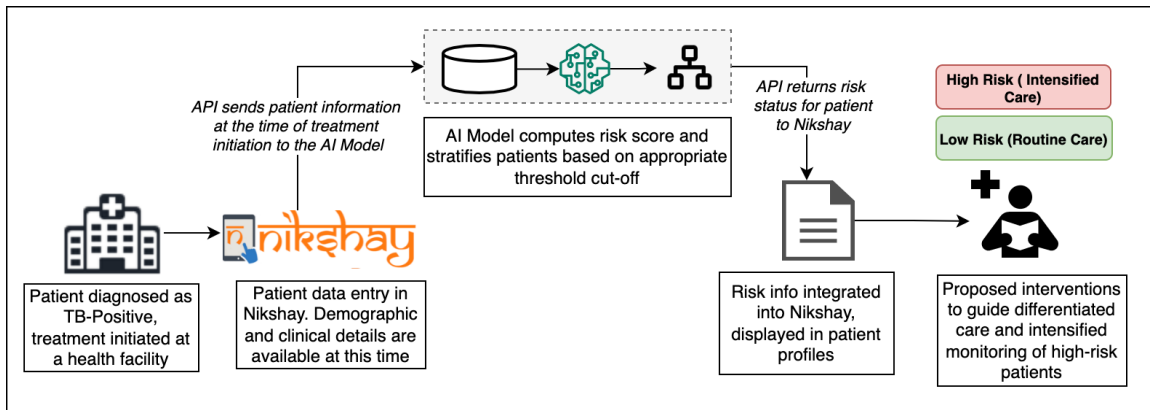 Patient diagnosed as
TB-Positive,
treatment initiated at
a health facility
nikshay
Patient data entry in
Nikshay. Demographic
and clinical details are
available at this time
API sends patient information
at the time of treatment
initiation to the AI Model
AI Model computes risk score and
stratifies patients based on appropriate
threshold cut-off
API returns risk
status for patient
to Nikshay
Risk info integrated
into Nikshay,
displayed in patient
profiles
High Risk ( Intensified
Care)
Low Risk (Routine Care)
Proposed interventions
to guide differentiated
care and intensified
monitoring of high-risk
patients